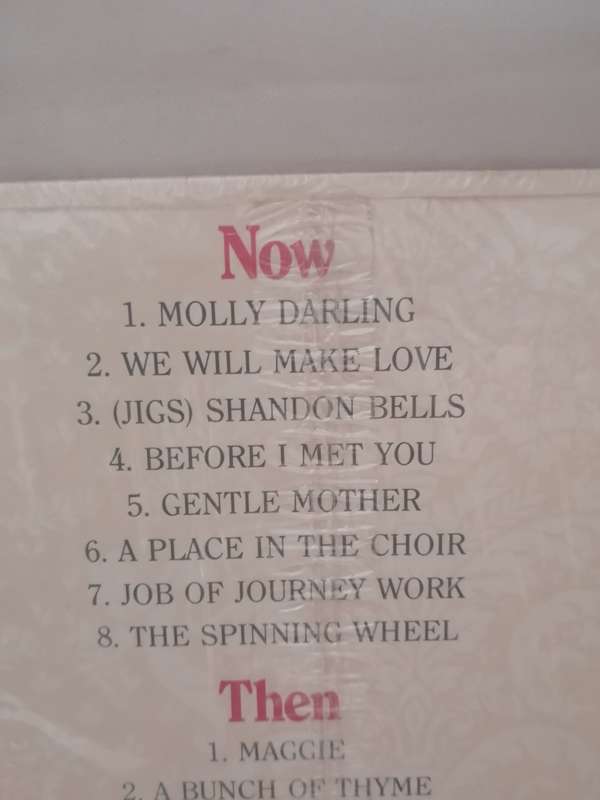 Now
1. MOLLY DARLING
2. WE WILL MAKE LOVE
3. (JIGS) SHANDON BELLS
4. BEFORE I MET YOU
5. GENTLE MOTHER
6. A PLACE IN THE CHOIR
7. JOB OF JOURNEY WORK
8. THE SPINNING WHEEL
Then
1. MAGGIE
2. A BUNCH OF THYME